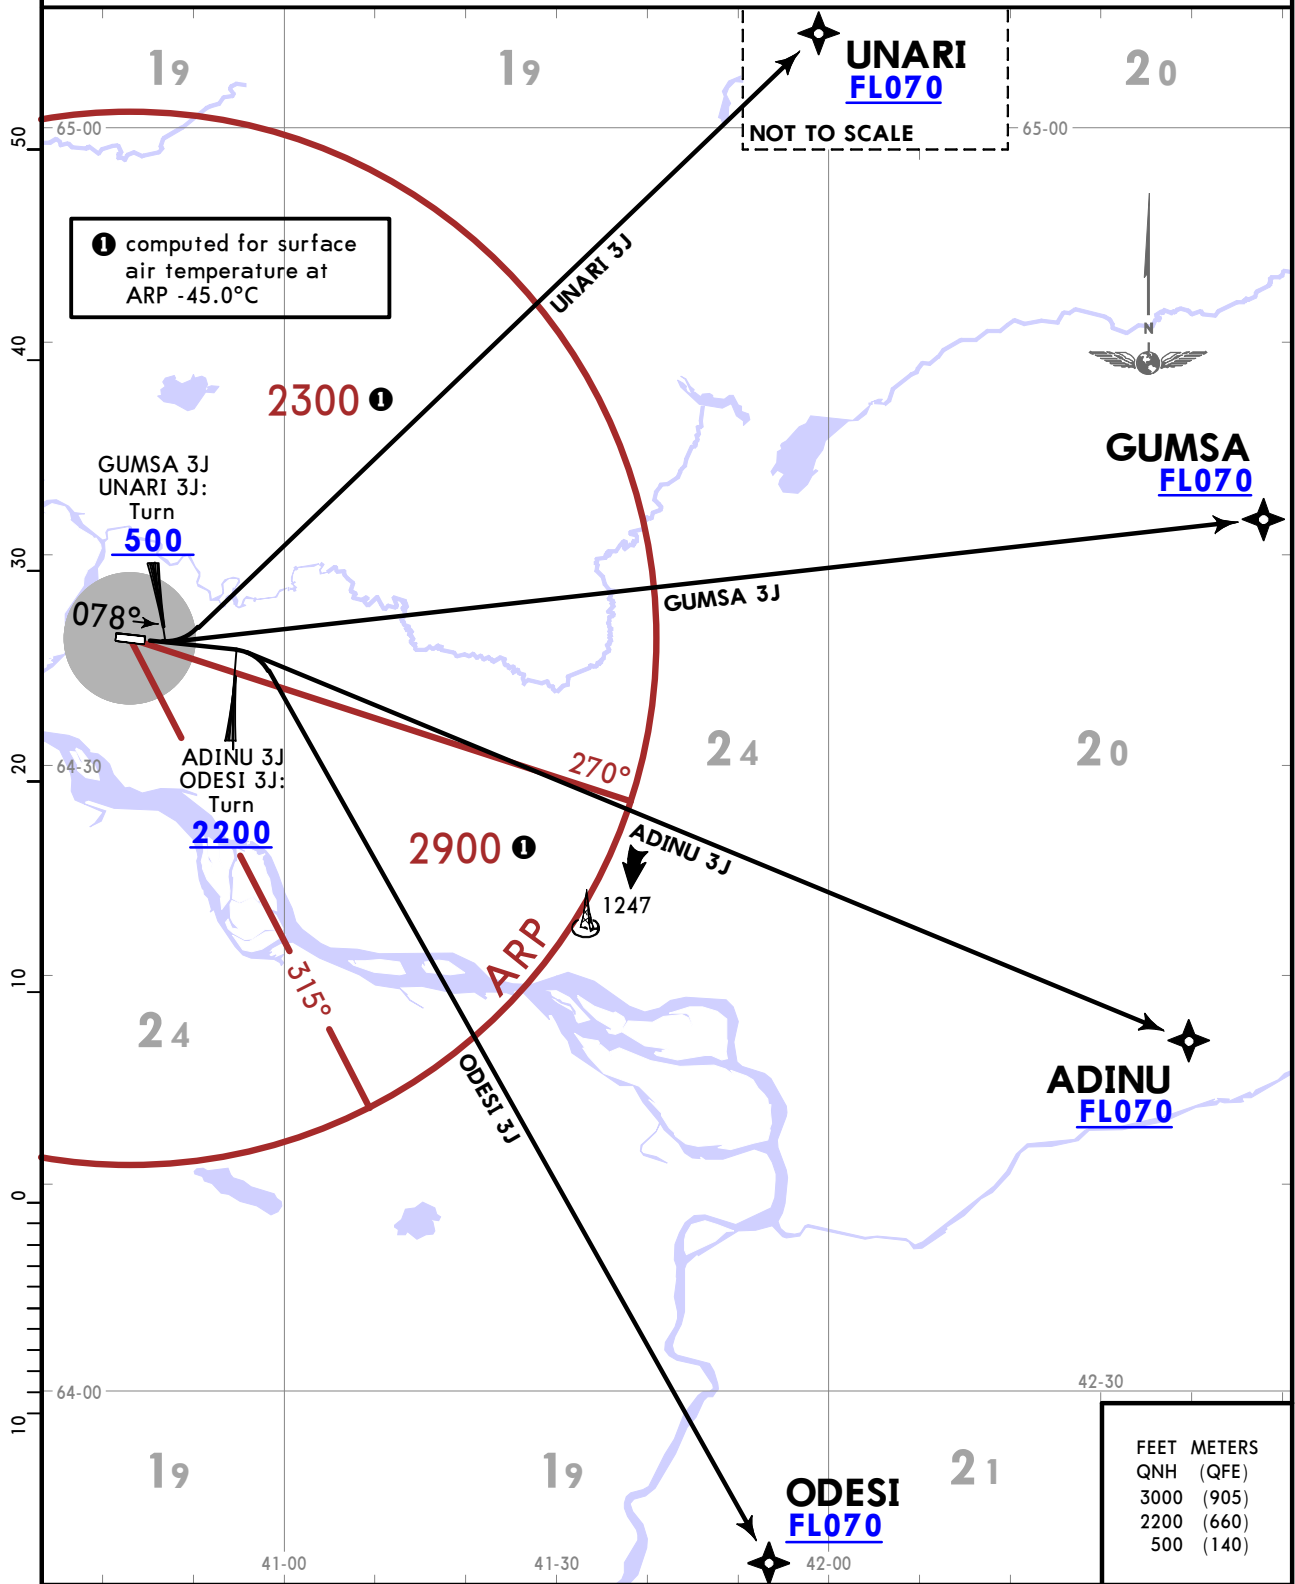 19
19
20
UNARI
FL070
NOT TO SCALE
50
65-00
65-00
❶ computed for surface
air temperature at
ARP -45.0°C
UNARI 3J
N
40
2300 ❶
GUMSA
FL070
GUMSA 3J
UNARI 3J:
Turn
500
30
078°
GUMSA 3J
24
20
20
64-30
270°
ADINU 3J
ODESI 3J:
Turn
2200
2900 ❶
ADINU 3J
1247
ARP
10
315°
24
ODESI 3J
ADINU
FL070
0
64-00
42-30
10
19
19
21
ODESI
FL070
FEET METERS
QNH (QFE)
3000 (905)
2200 (660)
500 (140)
41-00
41-30
42-00